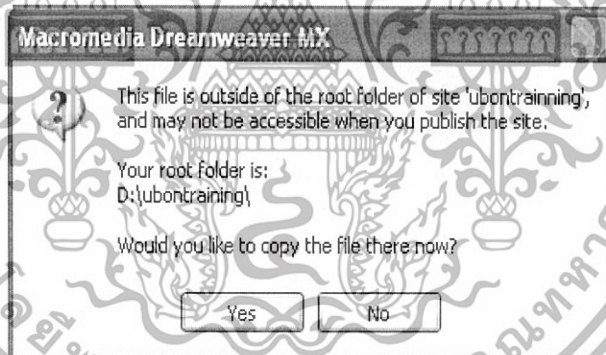 Macromedia Dreamweaver MX
This file is outside of the root folder of site 'ubontrainning',
and may not be accessible when you publish the site.
Your root folder is:
D:\ubontraining\
Would you like to copy the file there now?
Yes
No